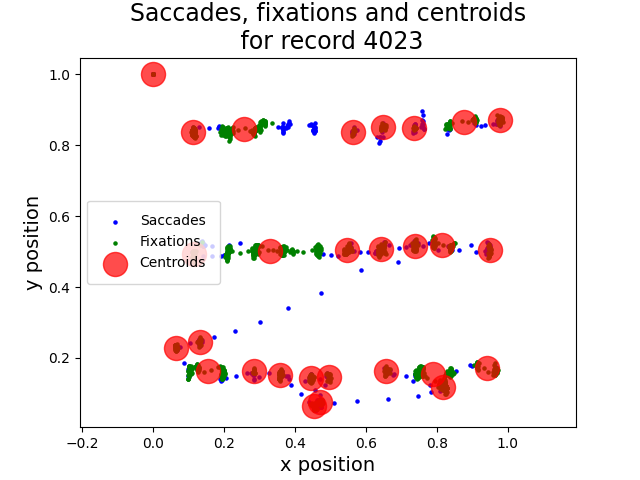 Saccades, fixations and centroids
for record 4023
1.0
0.8
0.6
0.4
0.2
y position
Saccades
Fixations
Centroids
−0.2
0.0
0.2
0.4
0.6
0.8
1.0
x position